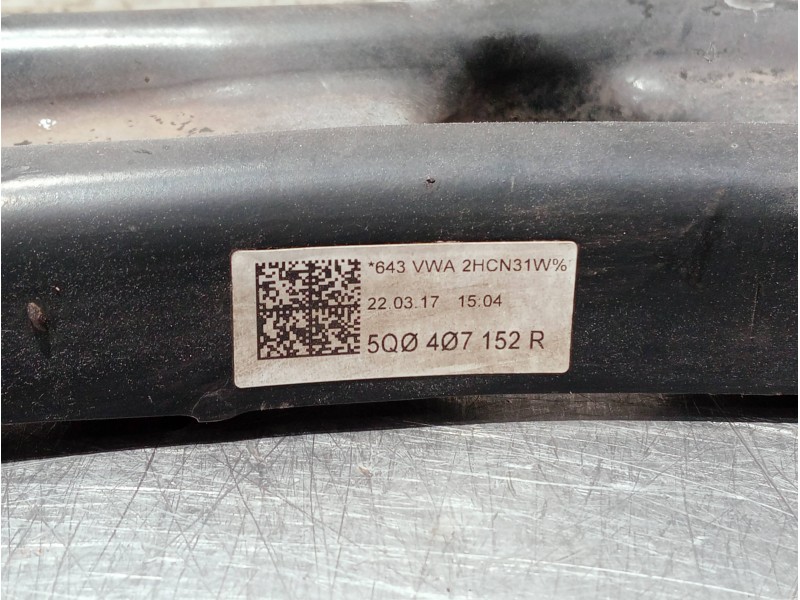 *643 VWA 2HCN31W%
22.03.17 15:04
5QØ 4Ø7 152 R